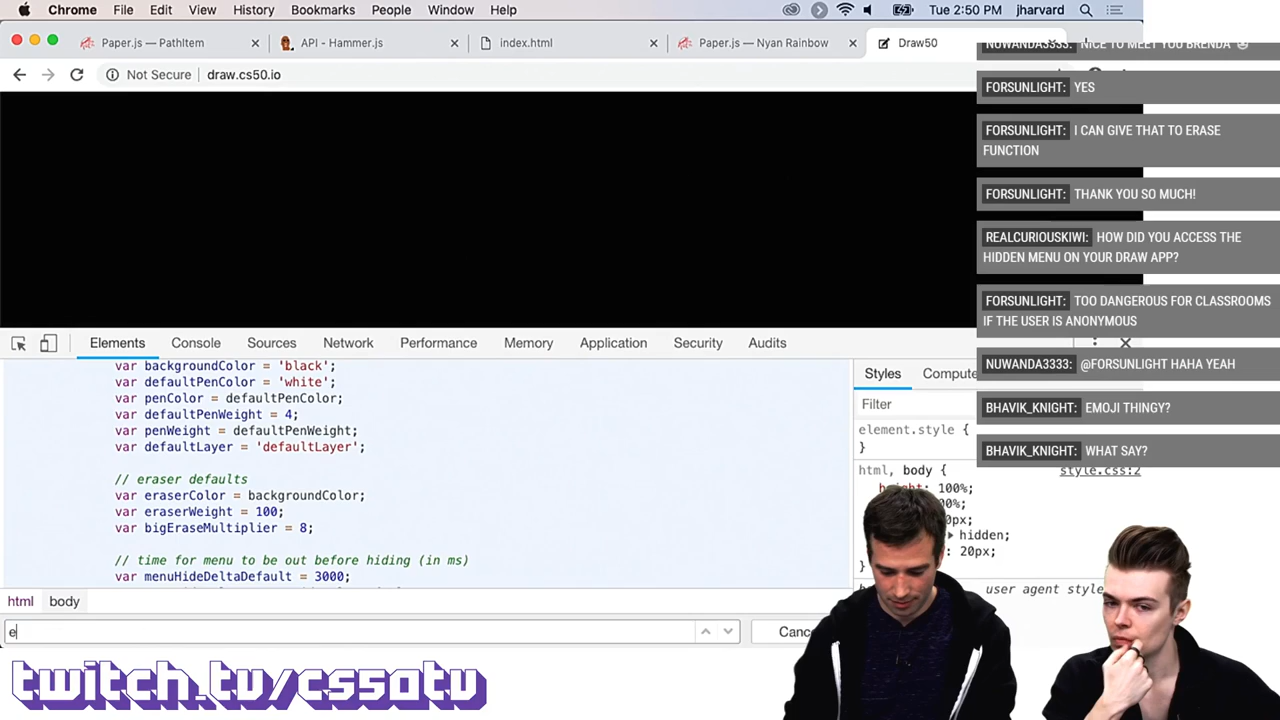 Chrome File Edit View History Bookmarks People Window Help Tue 2:50 PM jharvard
Paper.js — PathItem × API - Hammer.js × index.html × Paper.js — Nyan Rainbow × Draw50
Not Secure draw.cs50.io
NUWANDA3333: NICE TO MEET YOU BRENDA
FORSUNLIGHT: YES
FORSUNLIGHT: I CAN GIVE THAT TO ERASE
FUNCTION
FORSUNLIGHT: THANK YOU SO MUCH!
REALCURIOUSKIWI: HOW DID YOU ACCESS THE
HIDDEN MENU ON YOUR DRAW APP?
FORSUNLIGHT: TOO DANGEROUS FOR CLASSROOMS
IF THE USER IS ANONYMOUS
NUWANDA3333: @FORSUNLIGHT HAHA YEAH
BHAVIK_KNIGHT: EMOJI THINGY?
BHAVIK_KNIGHT: WHAT SAY?
Elements Console Sources Network Performance Memory Application Security Audits
var backgroundColor = 'black';
var defaultPenColor = 'white';
var penColor = defaultPenColor;
var defaultPenWeight = 4;
var penWeight = defaultPenWeight;
var defaultLayer = 'defaultLayer';
// eraser defaults
var eraserColor = backgroundColor;
var eraserWeight = 100;
var bigEraseMultiplier = 8;
// time for menu to be out before hiding (in ms)
var menuHideDeltaDefault = 3000;
Styles
Filter
element.style {
}
html, body { style.css:2
height: 100%;
hidden;
20px;
}
user agent style
html body
e
twitch.tv/cs50tv